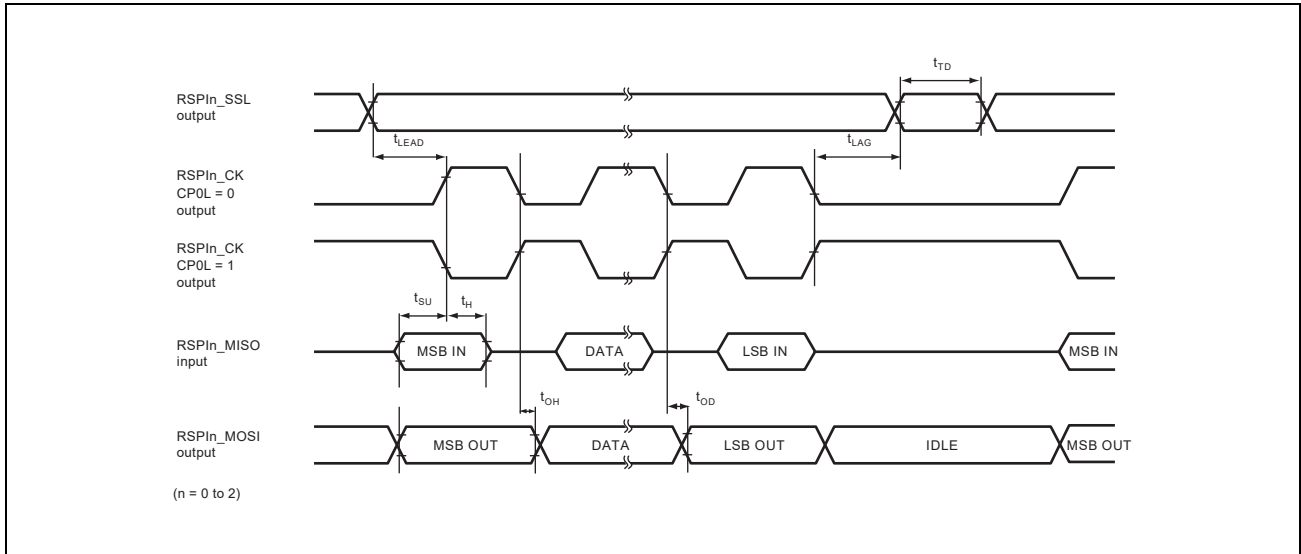 t_TD
RSPIn_SSL
output
t_LEAD
t_LAG
RSPIn_CK
CP0L = 0
output
RSPIn_CK
CP0L = 1
output
t_SU
t_H
RSPIn_MISO
input
MSB IN
DATA
LSB IN
MSB IN
t_OH
t_OD
RSPIn_MOSI
output
MSB OUT
DATA
LSB OUT
IDLE
MSB OUT
(n = 0 to 2)